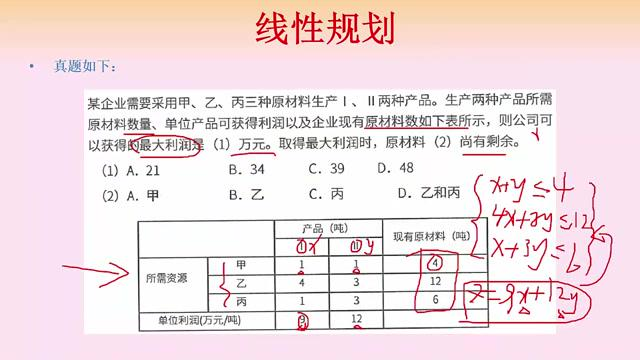 线性规划
• 真题如下：
某企业需要采用甲、乙、丙三种原材料生产Ⅰ、Ⅱ两种产品。生产两种产品所需
原材料数量、单位产品可获得利润以及企业现有原材料数如下表所示，则公司可
以获得的最大利润是（1）万元。取得最大利润时，原材料（2）尚有剩余。
（1）A. 21 B. 34 C. 39 D. 48
（2）A. 甲 B. 乙 C. 丙 D. 乙和丙
x+y≤4
x+3y≤6
产品（吨） 现有原材料（吨）
Ⅰ x Ⅱ y
所需资源 甲 1 1 4
乙 4 3 12
丙 1 3 6
单位利润(万元/吨) 9 12
Z=9x+12y